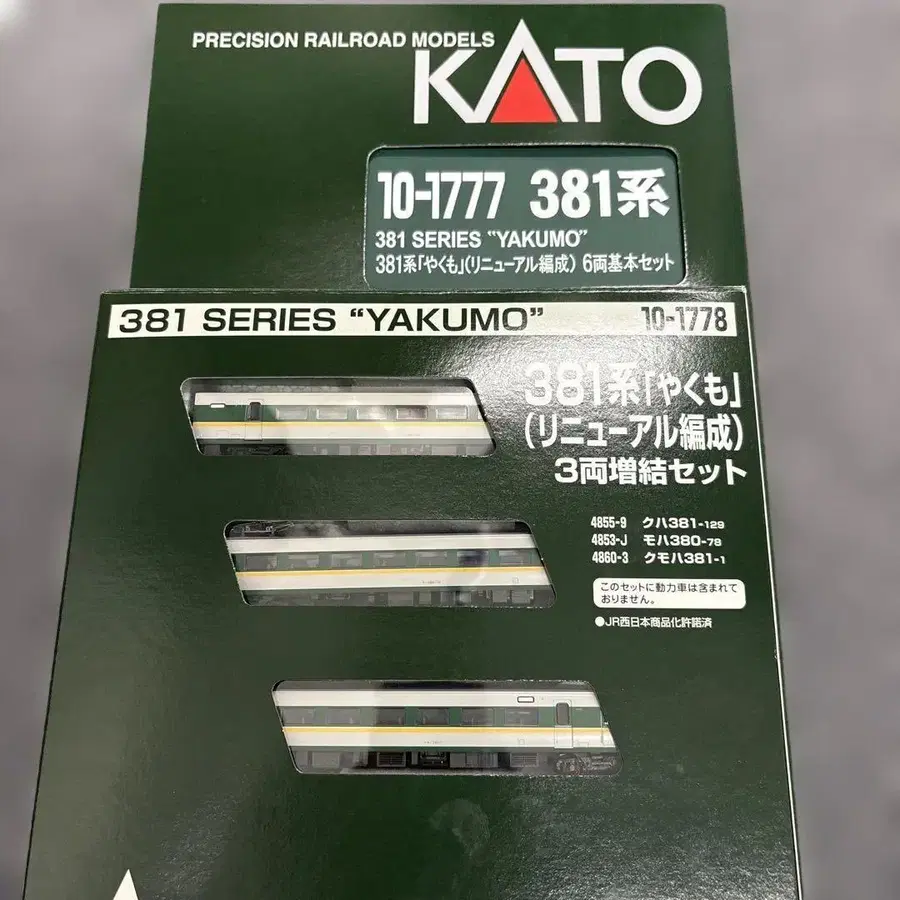 PRECISION RAILROAD MODELS
KATO
10-1777 381系
381 SERIES “YAKUMO”
381系「やくも」(リニューアル編成) 6両基本セット
381 SERIES “YAKUMO” 10-1778
381系「やくも」
(リニューアル編成)
3両増結セット
4855-9 クハ381-129
4853-J モハ380-79
4860-3 クモハ381-1
このセットに動力車は含まれて
おりません。
●JR西日本商品化許諾済